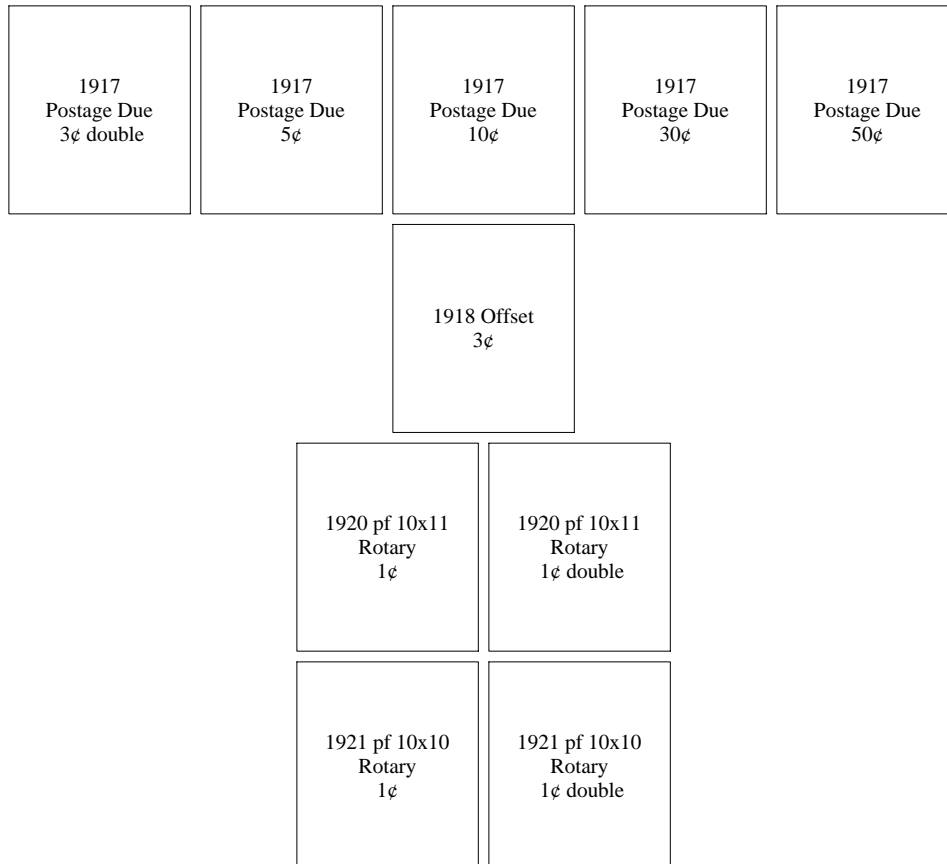 1917
Postage Due
3¢ double
1917
Postage Due
5¢
1917
Postage Due
10¢
1917
Postage Due
30¢
1917
Postage Due
50¢
1918 Offset
3¢
1920 pf 10x11
Rotary
1¢
1920 pf 10x11
Rotary
1¢ double
1921 pf 10x10
Rotary
1¢
1921 pf 10x10
Rotary
1¢ double